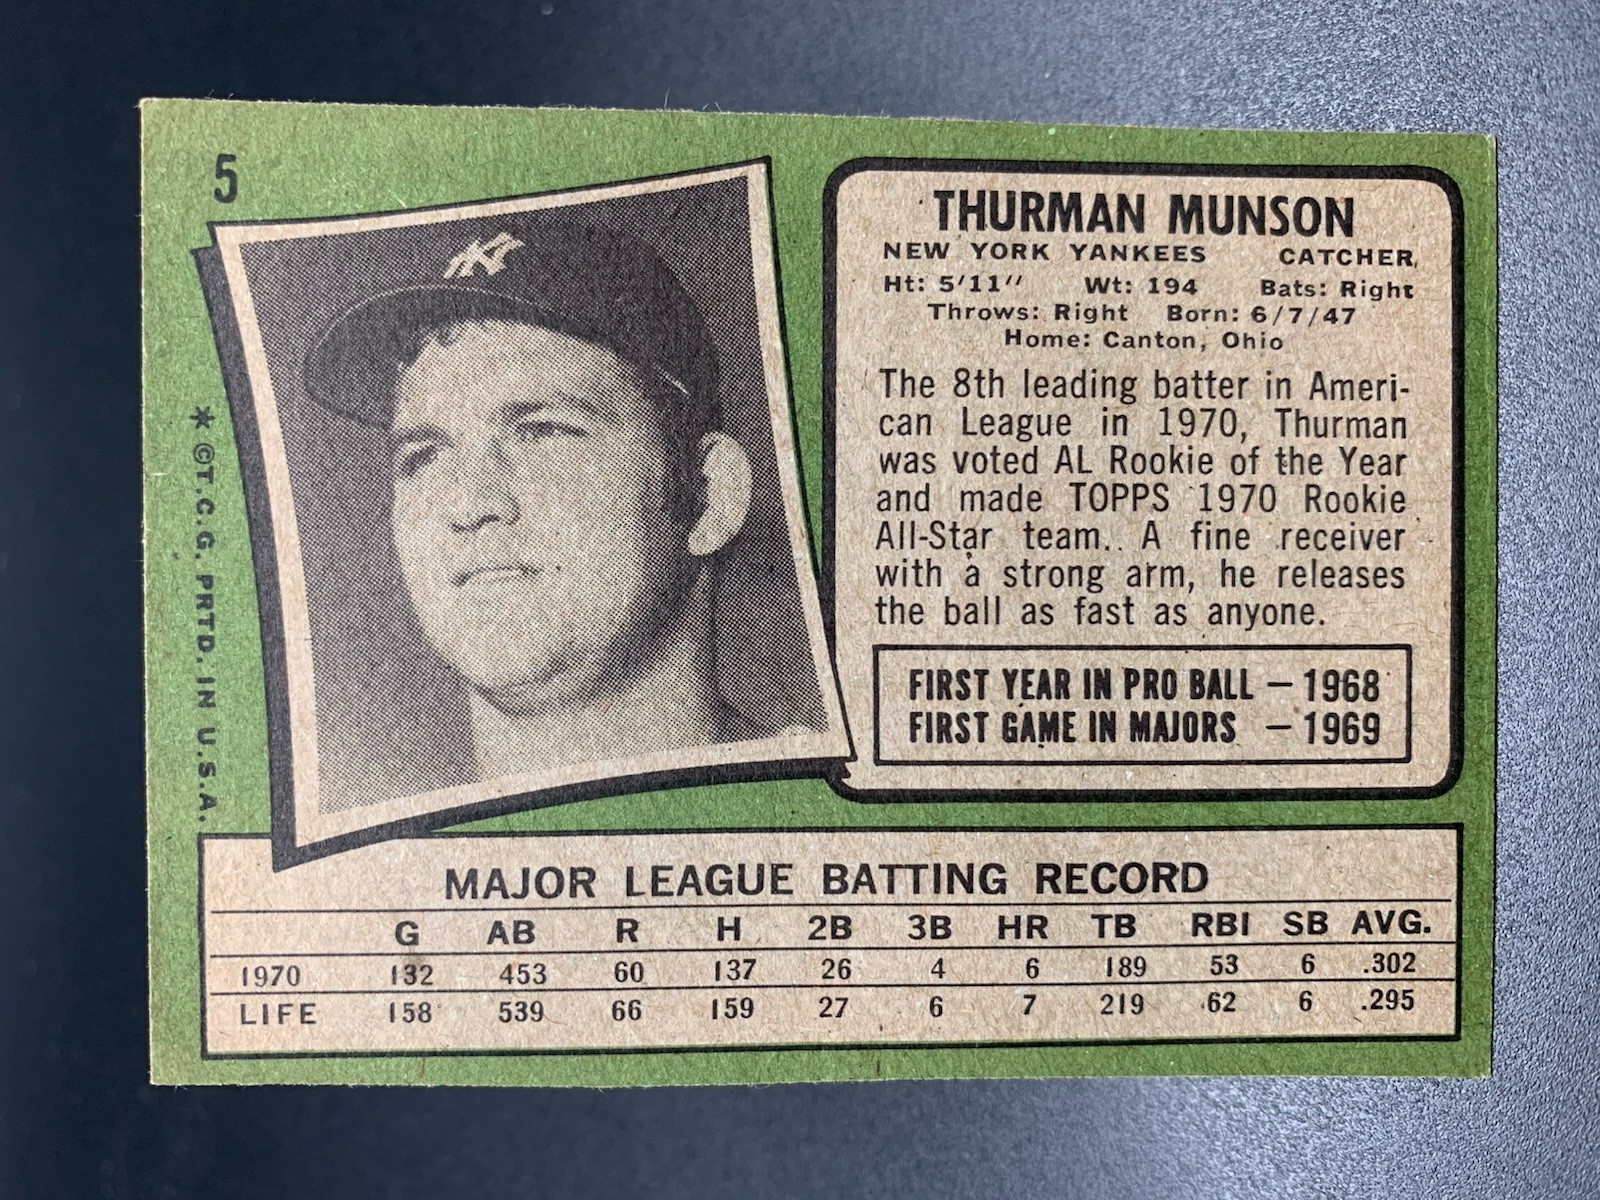 5
NY
* ©T.C.G. PRTD. IN U.S.A.
THURMAN MUNSON
NEW YORK YANKEES CATCHER
Ht: 5'11" Wt: 194 Bats: Right
Throws: Right Born: 6/7/47
Home: Canton, Ohio
The 8th leading batter in Ameri-
can League in 1970, Thurman
was voted AL Rookie of the Year
and made TOPPS 1970 Rookie
All-Star team. A fine receiver
with a strong arm, he releases
the ball as fast as anyone.
FIRST YEAR IN PRO BALL — 1968
FIRST GAME IN MAJORS — 1969
MAJOR LEAGUE BATTING RECORD
G AB R H 2B 3B HR TB RBI SB AVG.
1970 132 453 60 137 26 4 6 189 53 6 .302
LIFE 158 539 66 159 27 6 7 219 62 6 .295